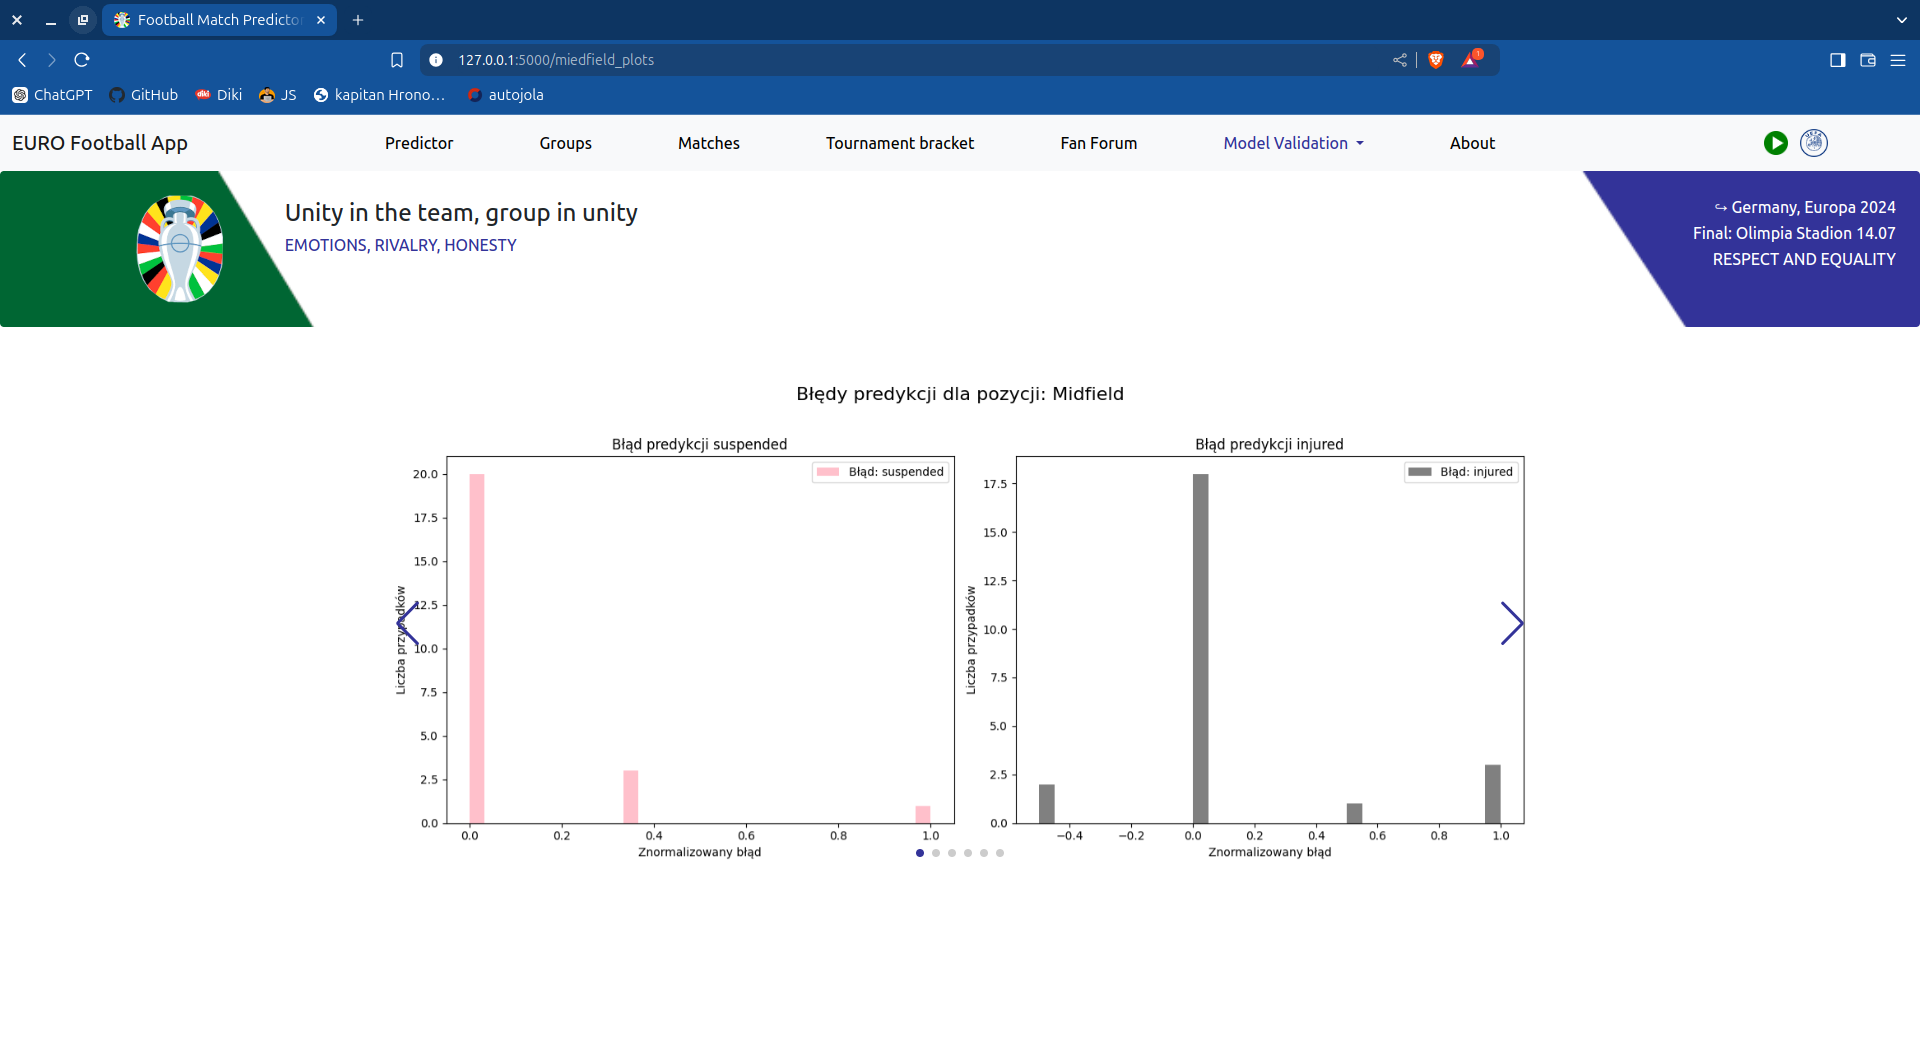 Football Match Predicto
127.0.0.1:5000/miedfield_plots
1
ChatGPT
GitHub
diki Diki
JS
kapitan Hrono...
autojola
EURO Football App
Predictor
Groups
Matches
Tournament bracket
Fan Forum
Model Validation
About
Unity in the team, group in unity
EMOTIONS, RIVALRY, HONESTY
↪ Germany, Europa 2024
Final: Olimpia Stadion 14.07
RESPECT AND EQUALITY
Błędy predykcji dla pozycji: Midfield
Błąd predykcji suspended
Błąd: suspended
20.0
17.5
15.0
12.5
10.0
7.5
5.0
2.5
0.0
Liczba przypadków
0.0 0.2 0.4 0.6 0.8 1.0
Znormalizowany błąd
Błąd predykcji injured
Błąd: injured
17.5
15.0
12.5
10.0
7.5
5.0
2.5
0.0
Liczba przypadków
−0.4 −0.2 0.0 0.2 0.4 0.6 0.8 1.0
Znormalizowany błąd